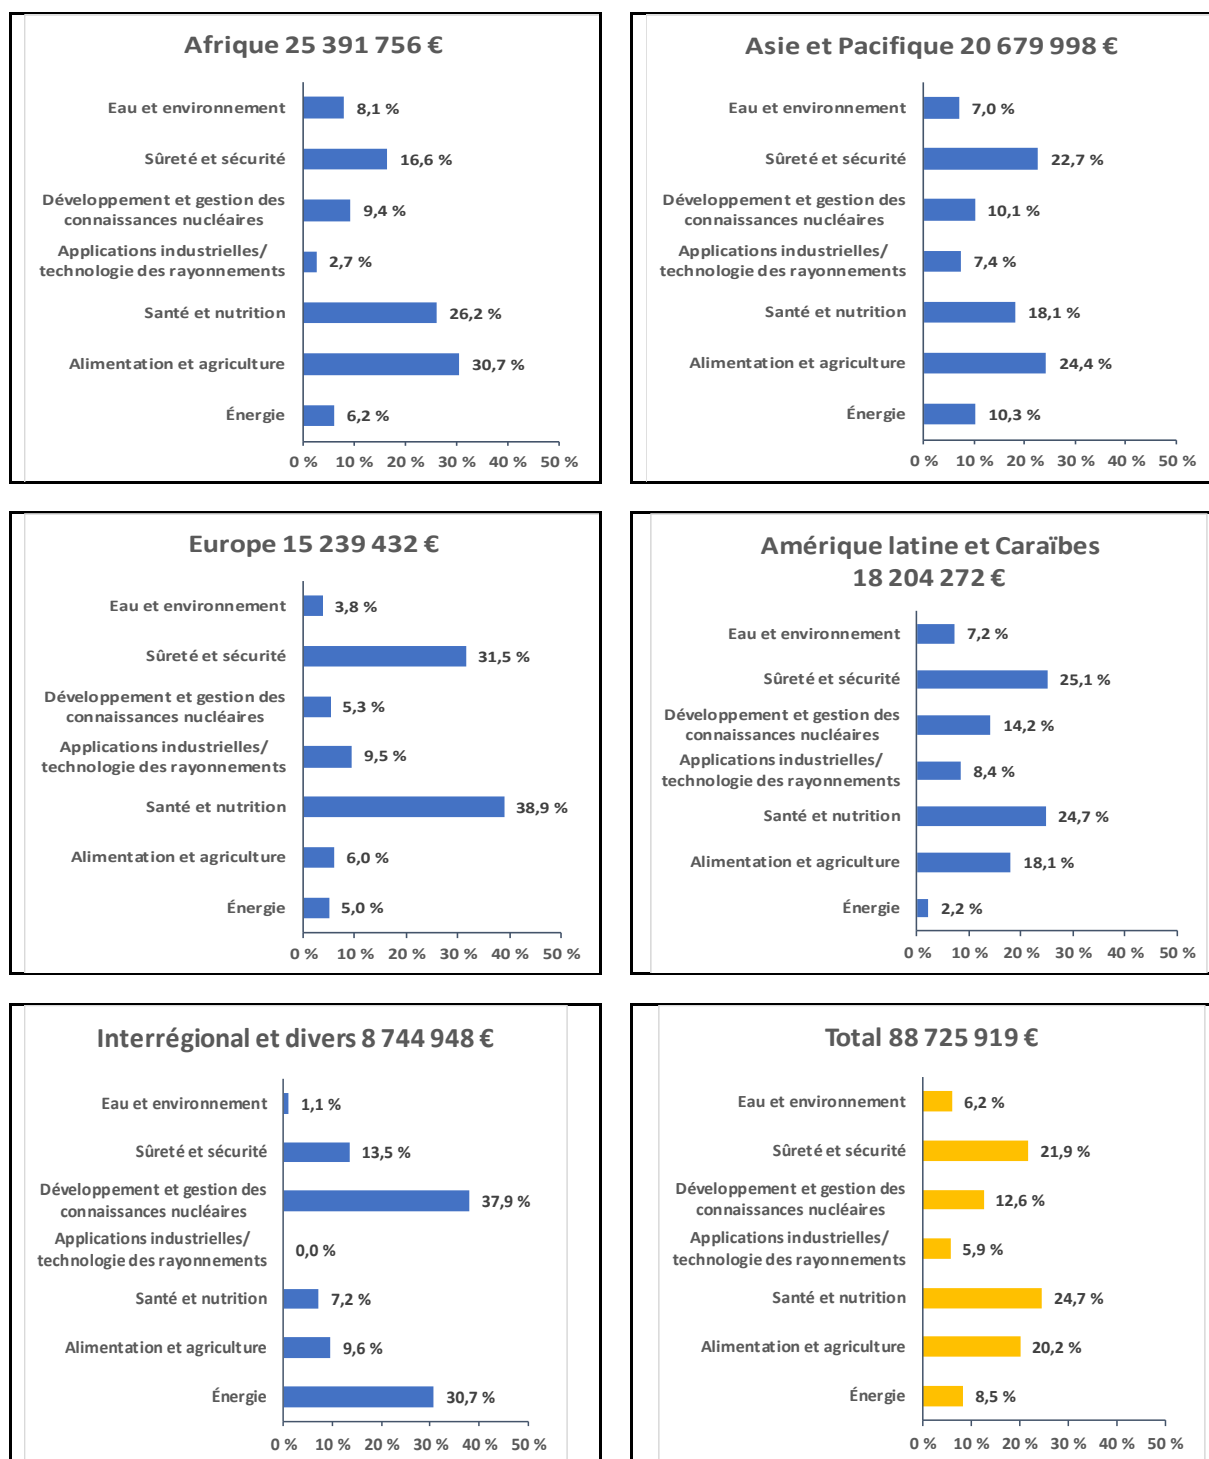 Afrique 25 391 756 €
Eau et environnement 8,1 %
Sûreté et sécurité 16,6 %
Développement et gestion des
connaissances nucléaires 9,4 %
Applications industrielles/
technologie des rayonnements 2,7 %
Santé et nutrition 26,2 %
Alimentation et agriculture 30,7 %
Énergie 6,2 %
0 % 10 % 20 % 30 % 40 % 50 %
Asie et Pacifique 20 679 998 €
Eau et environnement 7,0 %
Sûreté et sécurité 22,7 %
Développement et gestion des
connaissances nucléaires 10,1 %
Applications industrielles/
technologie des rayonnements 7,4 %
Santé et nutrition 18,1 %
Alimentation et agriculture 24,4 %
Énergie 10,3 %
0 % 10 % 20 % 30 % 40 % 50 %
Europe 15 239 432 €
Eau et environnement 3,8 %
Sûreté et sécurité 31,5 %
Développement et gestion des
connaissances nucléaires 5,3 %
Applications industrielles/
technologie des rayonnements 9,5 %
Santé et nutrition 38,9 %
Alimentation et agriculture 6,0 %
Énergie 5,0 %
0 % 10 % 20 % 30 % 40 % 50 %
Amérique latine et Caraïbes
18 204 272 €
Eau et environnement 7,2 %
Sûreté et sécurité 25,1 %
Développement et gestion des
connaissances nucléaires 14,2 %
Applications industrielles/
technologie des rayonnements 8,4 %
Santé et nutrition 24,7 %
Alimentation et agriculture 18,1 %
Énergie 2,2 %
0 % 10 % 20 % 30 % 40 % 50 %
Interrégional et divers 8 744 948 €
Eau et environnement 1,1 %
Sûreté et sécurité 13,5 %
Développement et gestion des
connaissances nucléaires 37,9 %
Applications industrielles/
technologie des rayonnements 0,0 %
Santé et nutrition 7,2 %
Alimentation et agriculture 9,6 %
Énergie 30,7 %
0 % 10 % 20 % 30 % 40 % 50 %
Total 88 725 919 €
Eau et environnement 6,2 %
Sûreté et sécurité 21,9 %
Développement et gestion des
connaissances nucléaires 12,6 %
Applications industrielles/
technologie des rayonnements 5,9 %
Santé et nutrition 24,7 %
Alimentation et agriculture 20,2 %
Énergie 8,5 %
0 % 10 % 20 % 30 % 40 % 50 %